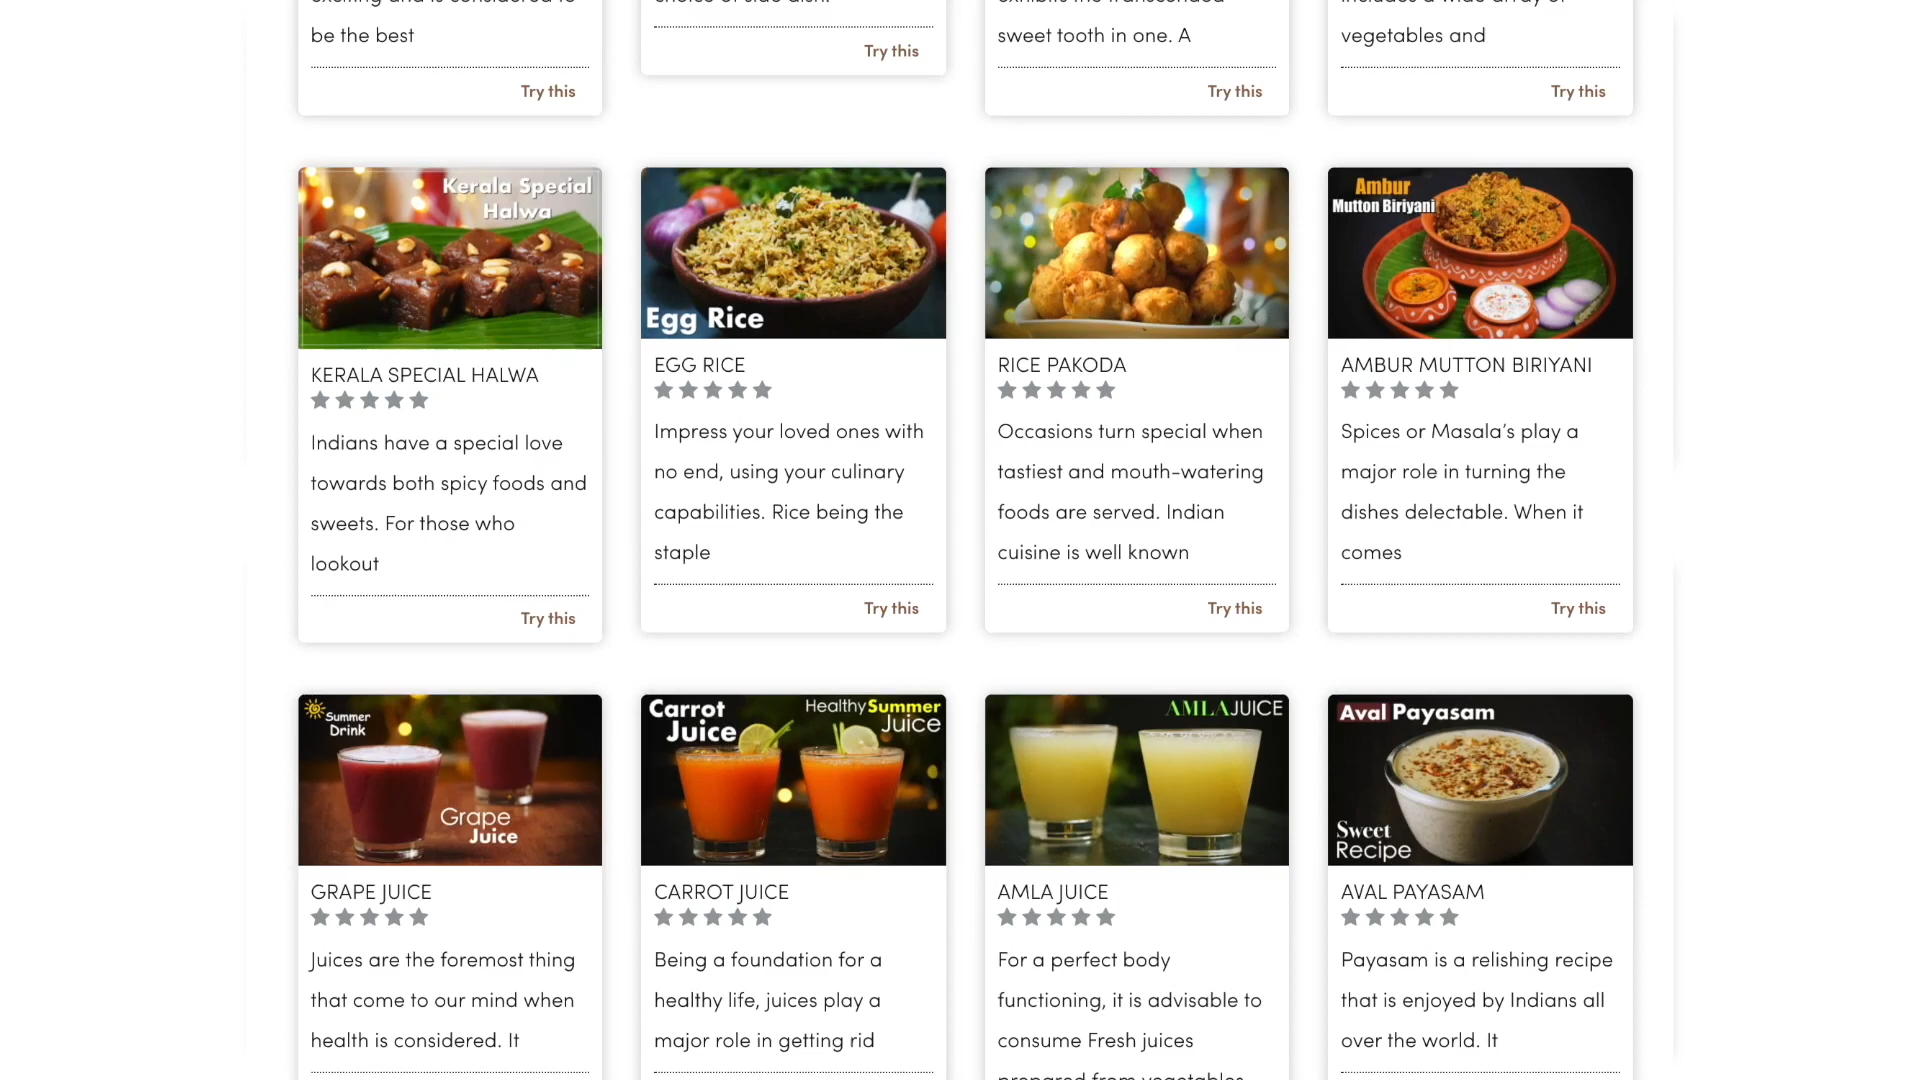 be the best
Try this
Try this
sweet tooth in one. A
Try this
vegetables and
Try this
Kerala Special
Halwa
KERALA SPECIAL HALWA
Indians have a special love
towards both spicy foods and
sweets. For those who
lookout
Try this
Egg Rice
EGG RICE
Impress your loved ones with
no end, using your culinary
capabilities. Rice being the
staple
Try this
RICE PAKODA
Occasions turn special when
tastiest and mouth-watering
foods are served. Indian
cuisine is well known
Try this
Ambur
Mutton Biriyani
AMBUR MUTTON BIRIYANI
Spices or Masala’s play a
major role in turning the
dishes delectable. When it
comes
Try this
Summer
Drink
Grape
Juice
GRAPE JUICE
Juices are the foremost thing
that come to our mind when
health is considered. It
Carrot
Juice
Healthy Summer
Juice
CARROT JUICE
Being a foundation for a
healthy life, juices play a
major role in getting rid
AMLA JUICE
AMLA JUICE
For a perfect body
functioning, it is advisable to
consume Fresh juices
Aval Payasam
Sweet
Recipe
AVAL PAYASAM
Payasam is a relishing recipe
that is enjoyed by Indians all
over the world. It